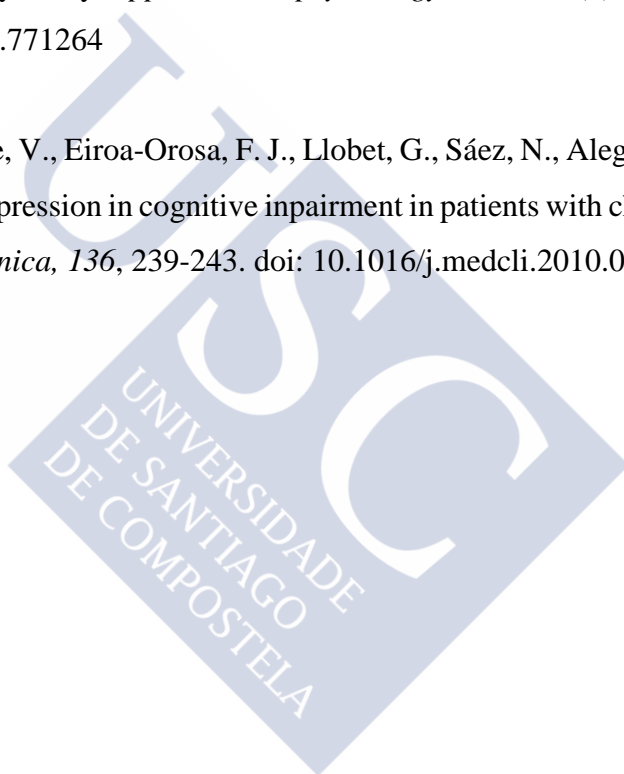 .771264
e, V., Eiroa-Orosa, F. J., Llobet, G., Sáez, N., Aleg
pression in cognitive inpairment in patients with cl
nica, 136, 239-243. doi: 10.1016/j.medcli.2010.0
USC
UNIVERSIDADE
DE SANTIAGO
DE COMPOSTELA